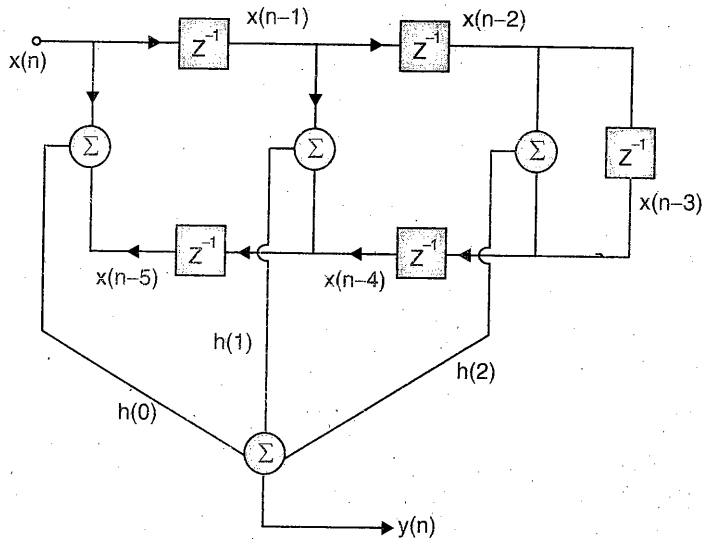 x(n−1)
x(n−2)
x(n)
Z⁻¹
Z⁻¹
Σ
Σ
Σ
Z⁻¹
x(n−3)
Z⁻¹
Z⁻¹
x(n−5)
x(n−4)
h(1)
h(2)
h(0)
Σ
y(n)